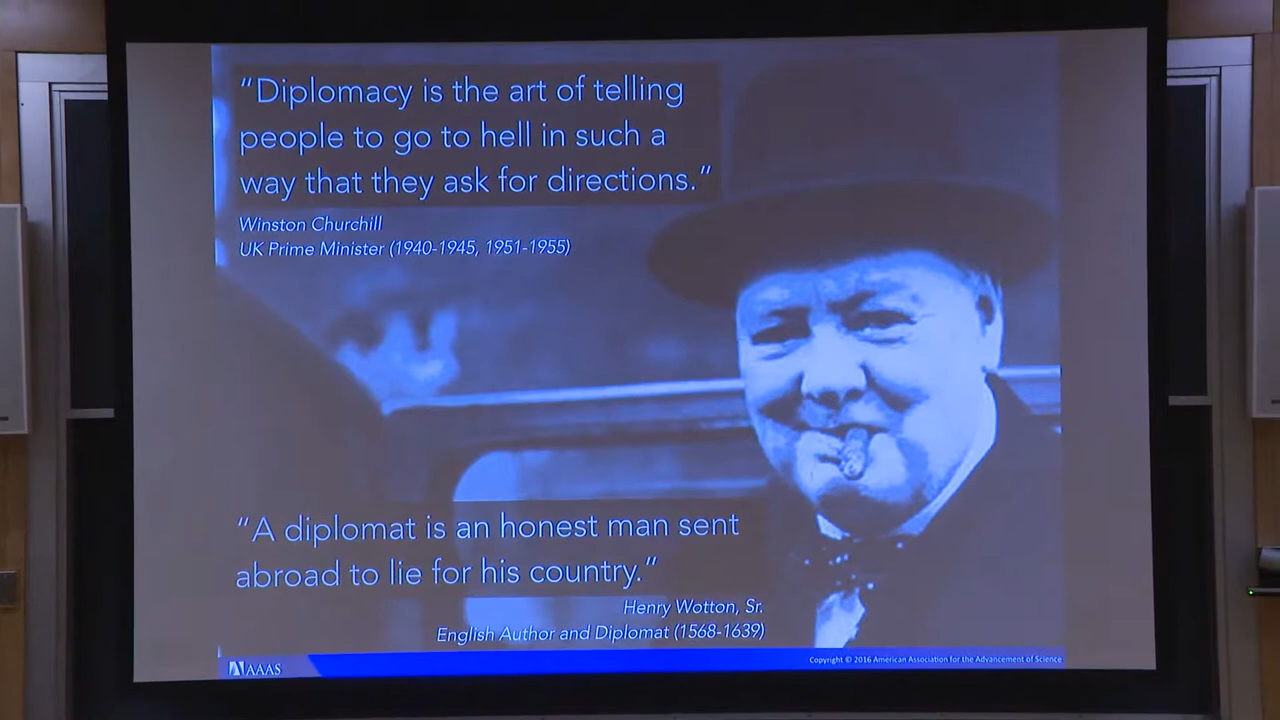 “Diplomacy is the art of telling
people to go to hell in such a
way that they ask for directions.”
Winston Churchill
UK Prime Minister (1940-1945, 1951-1955)
“A diplomat is an honest man sent
abroad to lie for his country.”
Henry Wotton, Sr.
English Author and Diplomat (1568-1639)
AAAS
Copyright © 2016 American Association for the Advancement of Science